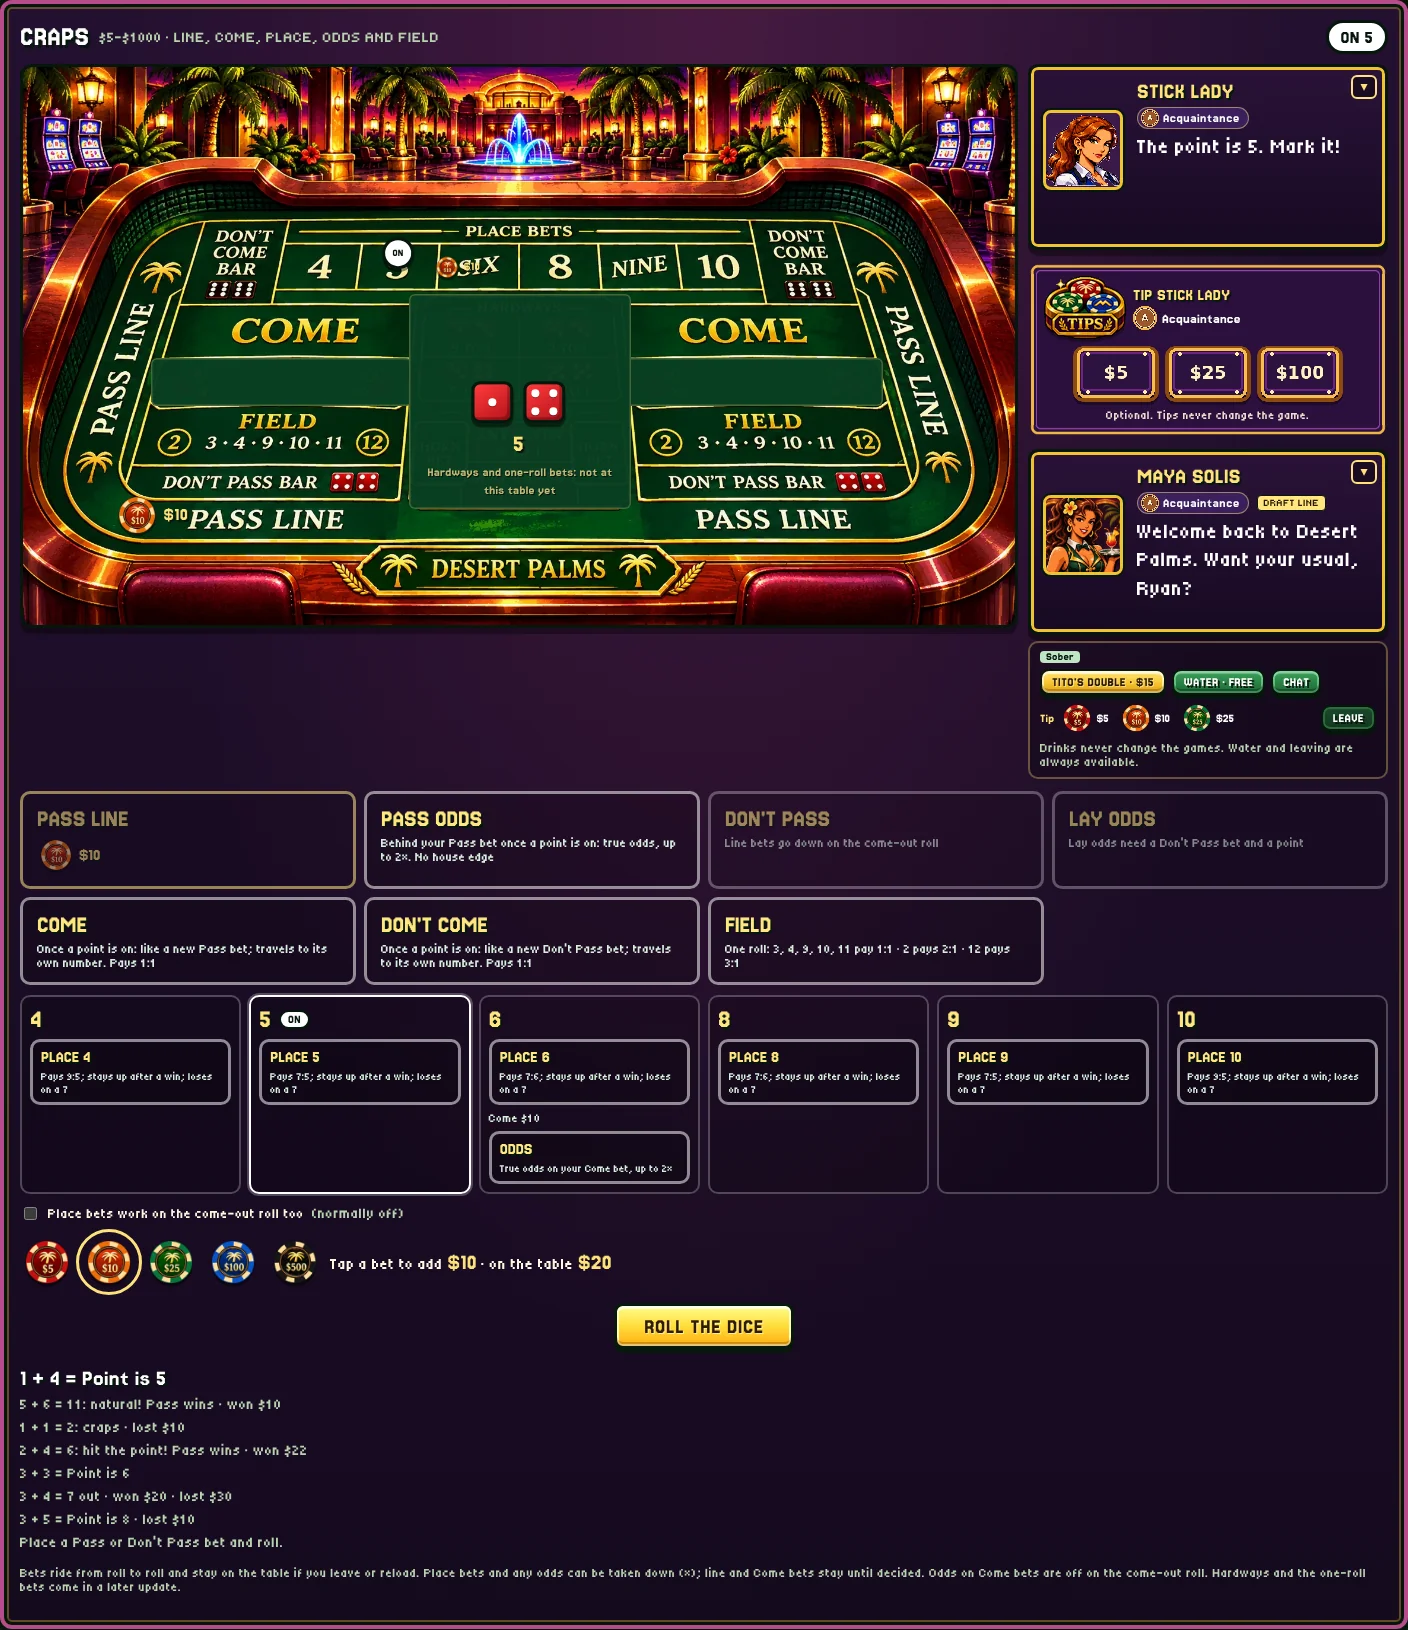 CRAPS $5-$1000 · LINE, COME, PLACE, ODDS AND FIELD
ON 5
DON'T COME BAR
PLACE BETS
4
ON
$10
SIX
8
NINE
10
DON'T COME BAR
PASS LINE
COME
COME
PASS LINE
FIELD
2 3·4·9·10·11 12
DON'T PASS BAR
$10 $10 PASS LINE
5
Hardways and one-roll bets: not at
this table yet
FIELD
2 3·4·9·10·11 12
DON'T PASS BAR
PASS LINE
DESERT PALMS
STICK LADY
Acquaintance
The point is 5. Mark it!
TIPS
TIP STICK LADY
Acquaintance
$5 $25 $100
Optional. Tips never change the game.
MAYA SOLIS
Acquaintance DRAFT LINE
Welcome back to Desert
Palms. Want your usual,
Ryan?
Sober
TITO'S DOUBLE · $15 WATER · FREE CHAT
Tip $5 $5 $10 $10 $25 $25 LEAVE
Drinks never change the games. Water and leaving are
always available.
PASS LINE
$10 $10
PASS ODDS
Behind your Pass bet once a point is on: true odds, up
to 2×. No house edge
DON'T PASS
Line bets go down on the come-out roll
LAY ODDS
Lay odds need a Don't Pass bet and a point
COME
Once a point is on: like a new Pass bet; travels to its
own number. Pays 1:1
DON'T COME
Once a point is on: like a new Don't Pass bet; travels
to its own number. Pays 1:1
FIELD
One roll: 3, 4, 9, 10, 11 pay 1:1 · 2 pays 2:1 · 12 pays
3:1
4
PLACE 4
Pays 9:5; stays up after a win; loses
on a 7
5 ON
PLACE 5
Pays 7:5; stays up after a win; loses
on a 7
6
PLACE 6
Pays 7:6; stays up after a win; loses
on a 7
Come $10
ODDS
True odds on your Come bet, up to 2×
8
PLACE 8
Pays 7:6; stays up after a win; loses
on a 7
9
PLACE 9
Pays 7:5; stays up after a win; loses
on a 7
10
PLACE 10
Pays 9:5; stays up after a win; loses
on a 7
Place bets work on the come-out roll too (normally off)
$5 $10 $25 $100 $500 Tap a bet to add $10 · on the table $20
ROLL THE DICE
1 + 4 = Point is 5
5 + 6 = 11: natural! Pass wins · won $10
1 + 1 = 2: craps · lost $10
2 + 4 = 6: hit the point! Pass wins · won $22
3 + 3 = Point is 6
3 + 4 = 7 out · won $20 · lost $30
3 + 5 = Point is 8 · lost $10
Place a Pass or Don't Pass bet and roll.
Bets ride from roll to roll and stay on the table if you leave or reload. Place bets and any odds can be taken down (×); line and Come bets stay until decided. Odds on Come bets are off on the come-out roll. Hardways and the one-roll
bets come in a later update.